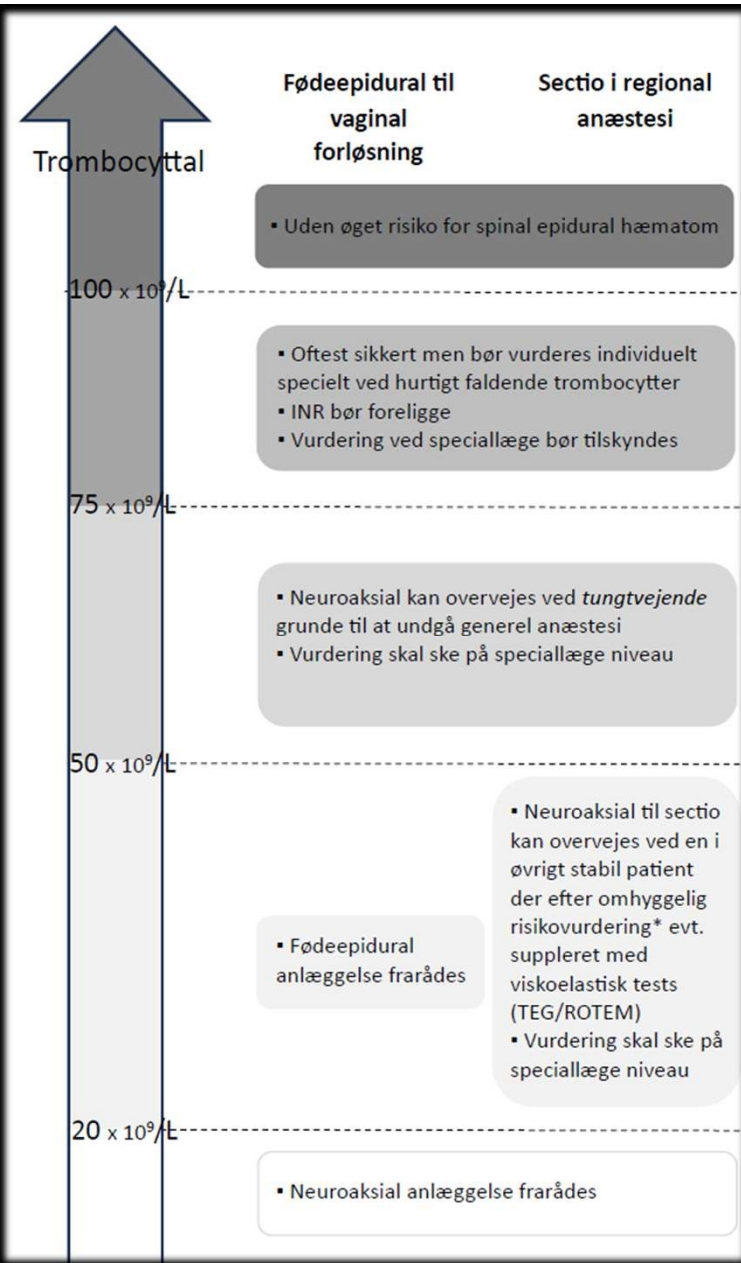 Fødeepidural til
vaginal
forløsning
Sectio i regional
anæstesi
Trombocyttal
▪ Uden øget risiko for spinal epidural hæmatom
100 x 10⁹/L
▪ Oftest sikkert men bør vurderes individuelt
specielt ved hurtigt faldende trombocytter
▪ INR bør foreligge
▪ Vurdering ved speciallæge bør tilskyndes
75 x 10⁹/L
▪ Neuroaksial kan overvejes ved tungtvejende
grunde til at undgå generel anæstesi
▪ Vurdering skal ske på speciallæge niveau
50 x 10⁹/L
▪ Fødeepidural
anlæggelse frarådes
▪ Neuroaksial til sectio
kan overvejes ved en i
øvrigt stabil patient
der efter omhyggelig
risikovurdering* evt.
suppleret med
viskoelastisk tests
(TEG/ROTEM)
▪ Vurdering skal ske på
speciallæge niveau
20 x 10⁹/L
▪ Neuroaksial anlæggelse frarådes